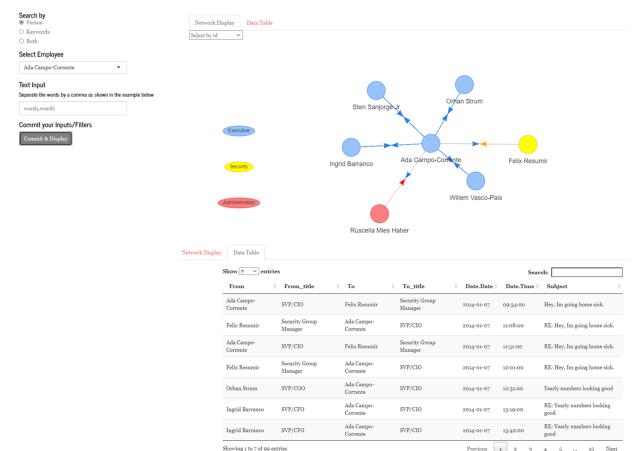 Search by
Person
Keywords
Both
Select Employee
Ada Campo-Corrente
Text Input
Separate the words by a comma as shown in the example below
word1,word2
Commit your Inputs/Filters
Commit & Display
Network Display Data Table
Select by id
Sten Sanjorge Jr
Orhan Strum
Executive
Ingrid Barranco
Ada Campo-Corrente
Felix Resumir
Security
Willem Vasco-Pais
Administration
Ruscella Mies Haber
Network Display Data Table
Show 7 entries Search:
From From_title To To_title Date.Date Date.Time Subject
Ada Campo-Corrente SVP/CIO Felix Resumir Security Group Manager 2014-01-07 09:34:00 Hey, Im going home sick.
Felix Resumir Security Group Manager Ada Campo-Corrente SVP/CIO 2014-01-07 11:08:00 RE: Hey, Im going home sick.
Ada Campo-Corrente SVP/CIO Felix Resumir Security Group Manager 2014-01-07 11:51:00 RE: Hey, Im going home sick.
Felix Resumir Security Group Manager Ada Campo-Corrente SVP/CIO 2014-01-07 12:01:00 RE: Hey, Im going home sick.
Orhan Strum SVP/COO Ada Campo-Corrente SVP/CIO 2014-01-07 12:31:00 Yearly numbers looking good
Ingrid Barranco SVP/CFO Ada Campo-Corrente SVP/CIO 2014-01-07 13:19:00 RE: Yearly numbers looking good
Ingrid Barranco SVP/CFO Ada Campo-Corrente SVP/CIO 2014-01-07 13:42:00 RE: Yearly numbers looking good
Showing 1 to 7 of 99 entries Previous 1 2 3 4 5 ... 15 Next